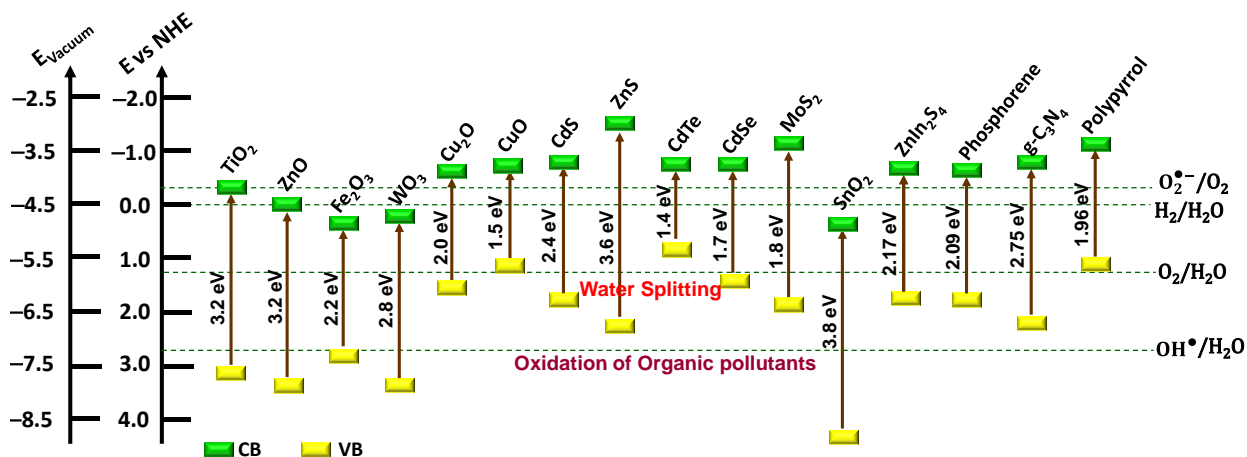 E_Vacuum
E vs NHE
−2.5
−3.5
−4.5
−5.5
−6.5
−7.5
−8.5
−2.0
−1.0
0.0
1.0
2.0
3.0
4.0
TiO₂
ZnO
Fe₂O₃
WO₃
Cu₂O
CuO
CdS
ZnS
CdTe
CdSe
MoS₂
SnO₂
ZnIn₂S₄
Phosphorene
g-C₃N₄
Polypyrrol
3.2 eV
3.2 eV
2.2 eV
2.8 eV
2.0 eV
1.5 eV
2.4 eV
3.6 eV
1.4 eV
1.7 eV
1.8 eV
3.8 eV
2.17 eV
2.09 eV
2.75 eV
1.96 eV
O₂•−/O₂
H₂/H₂O
O₂/H₂O
OH•/H₂O
Water Splitting
Oxidation of Organic pollutants
CB
VB